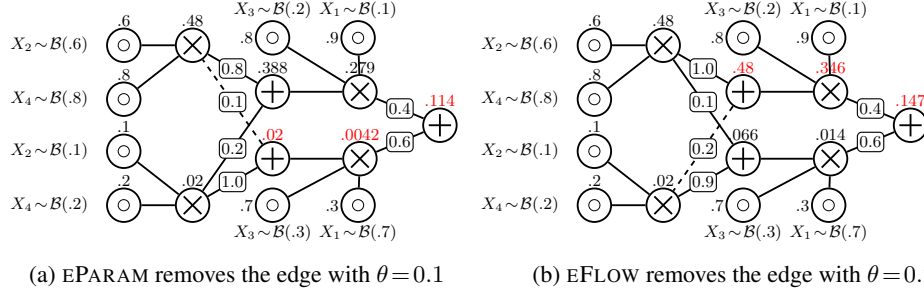 X₃∼B(.2) X₁∼B(.1)
.6 .48 .8 .9
X₂∼B(.6) × 0.8 .388 .279
.8 0.1 + × 0.4 .114
X₄∼B(.8)
.1 0.2 .02 .0042 0.6 +
X₂∼B(.1) + ×
.2 .02 1.0
X₄∼B(.2) × .7 .3
X₃∼B(.3) X₁∼B(.7)
(a) EPARAM removes the edge with θ=0.1
X₃∼B(.2) X₁∼B(.1)
.6 .48 .8 .9
X₂∼B(.6) × 1.0 .48 .346
.8 0.1 + × 0.4 .147
X₄∼B(.8)
.1 0.2 .066 .014 0.6 +
X₂∼B(.1) + ×
.2 .02 0.9
X₄∼B(.2) × .7 .3
X₃∼B(.3) X₁∼B(.7)
(b) EFLOW removes the edge with θ=0.